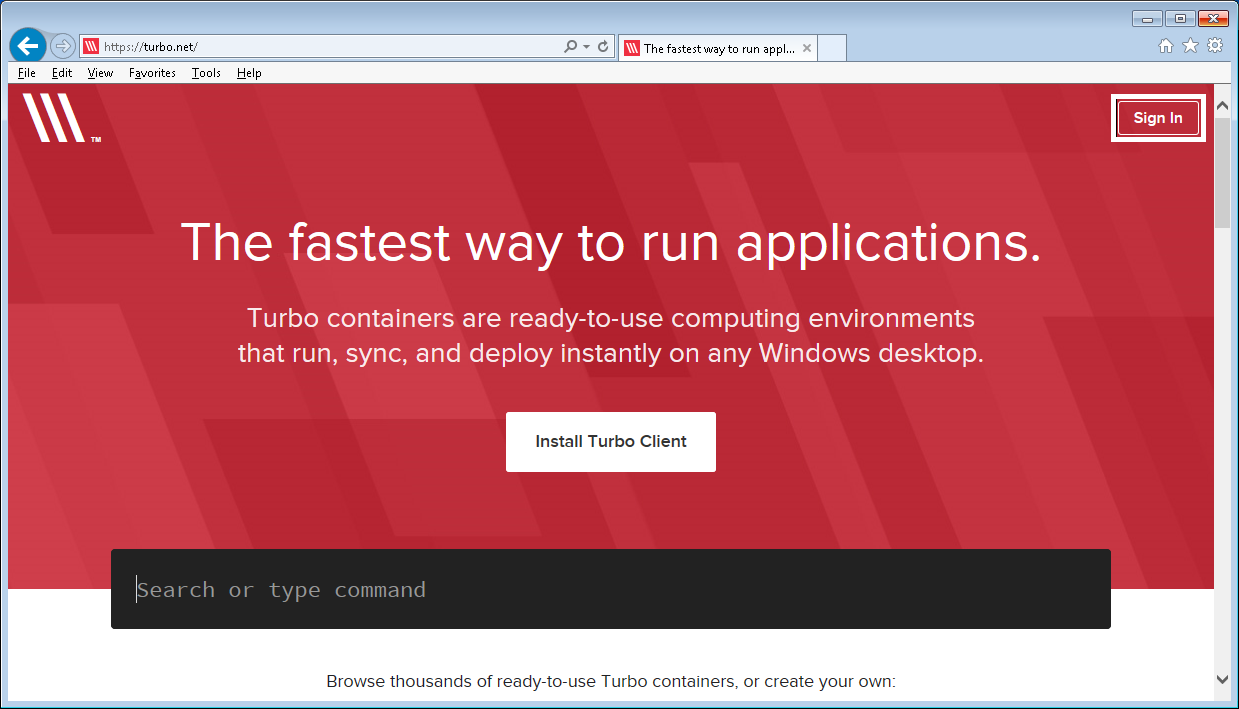 https://turbo.net/
The fastest way to run appl...
File Edit View Favorites Tools Help
TM
Sign In
The fastest way to run applications.
Turbo containers are ready-to-use computing environments
that run, sync, and deploy instantly on any Windows desktop.
Install Turbo Client
Search or type command
Browse thousands of ready-to-use Turbo containers, or create your own: